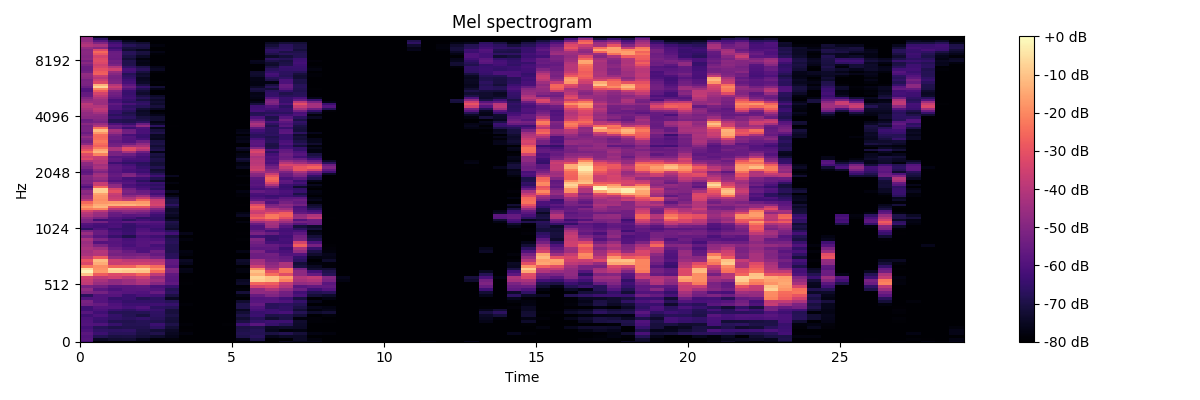 Mel spectrogram
8192
4096
2048
1024
512
0
Hz
0 5 10 15 20 25
Time
+0 dB
-10 dB
-20 dB
-30 dB
-40 dB
-50 dB
-60 dB
-70 dB
-80 dB